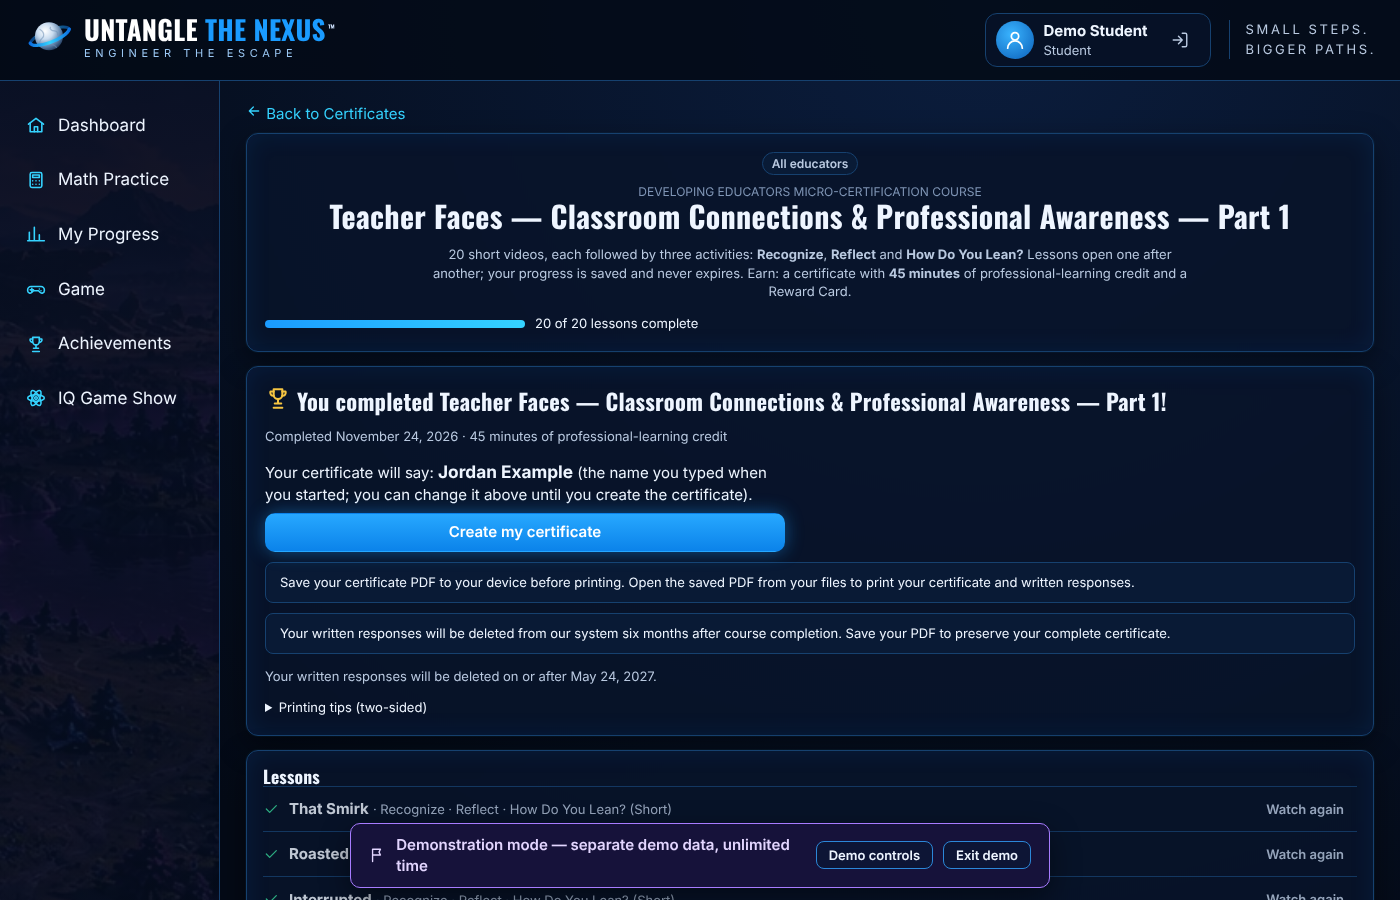 UNTANGLE THE NEXUS™
ENGINEER THE ESCAPE
Demo Student
Student
SMALL STEPS.
BIGGER PATHS.
Dashboard
Math Practice
My Progress
Game
Achievements
IQ Game Show
← Back to Certificates
All educators
DEVELOPING EDUCATORS MICRO-CERTIFICATION COURSE
Teacher Faces — Classroom Connections & Professional Awareness — Part 1
20 short videos, each followed by three activities: Recognize, Reflect and How Do You Lean? Lessons open one after
another; your progress is saved and never expires. Earn: a certificate with 45 minutes of professional-learning credit and a
Reward Card.
20 of 20 lessons complete
You completed Teacher Faces — Classroom Connections & Professional Awareness — Part 1!
Completed November 24, 2026 · 45 minutes of professional-learning credit
Your certificate will say: Jordan Example (the name you typed when
you started; you can change it above until you create the certificate).
Create my certificate
Save your certificate PDF to your device before printing. Open the saved PDF from your files to print your certificate and written responses.
Your written responses will be deleted from our system six months after course completion. Save your PDF to preserve your complete certificate.
Your written responses will be deleted on or after May 24, 2027.
Printing tips (two-sided)
Lessons
That Smirk · Recognize · Reflect · How Do You Lean? (Short)
Watch again
Roasted
Watch again
Demonstration mode — separate demo data, unlimited
time
Demo controls
Exit demo
Interrupted · Recognize · Reflect · How Do You Lean? (Short)
Watch again